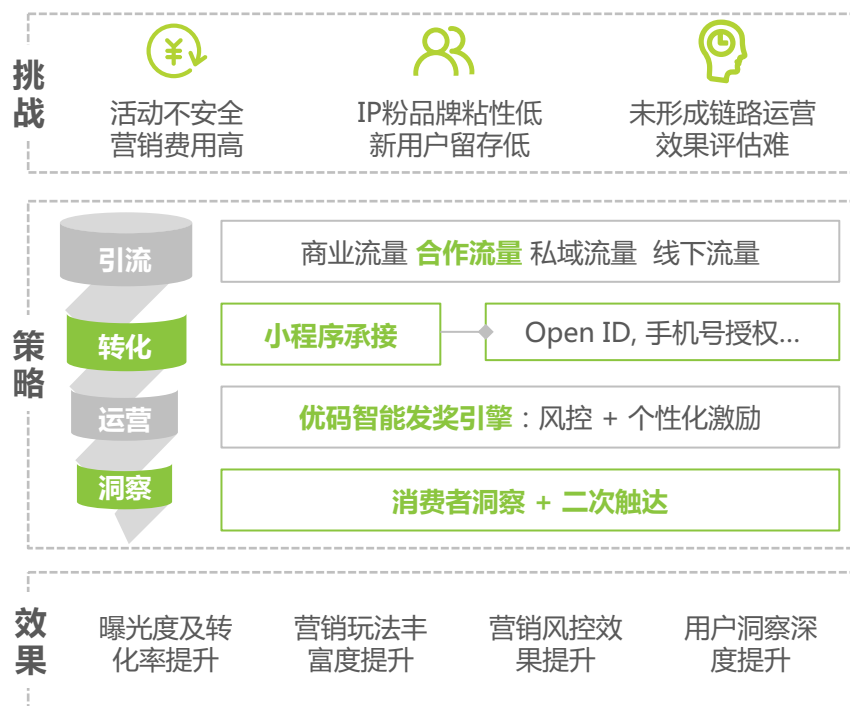 挑战
活动不安全
营销费用高
IP粉品牌粘性低
新用户留存低
未形成链路运营
效果评估难
策略
引流
商业流量 合作流量 私域流量 线下流量
转化
小程序承接
Open ID, 手机号授权...
运营
优码智能发奖引擎：风控 + 个性化激励
洞察
消费者洞察 + 二次触达
效果
曝光度及转
化率提升
营销玩法丰
富度提升
营销风控效
果提升
用户洞察深
度提升